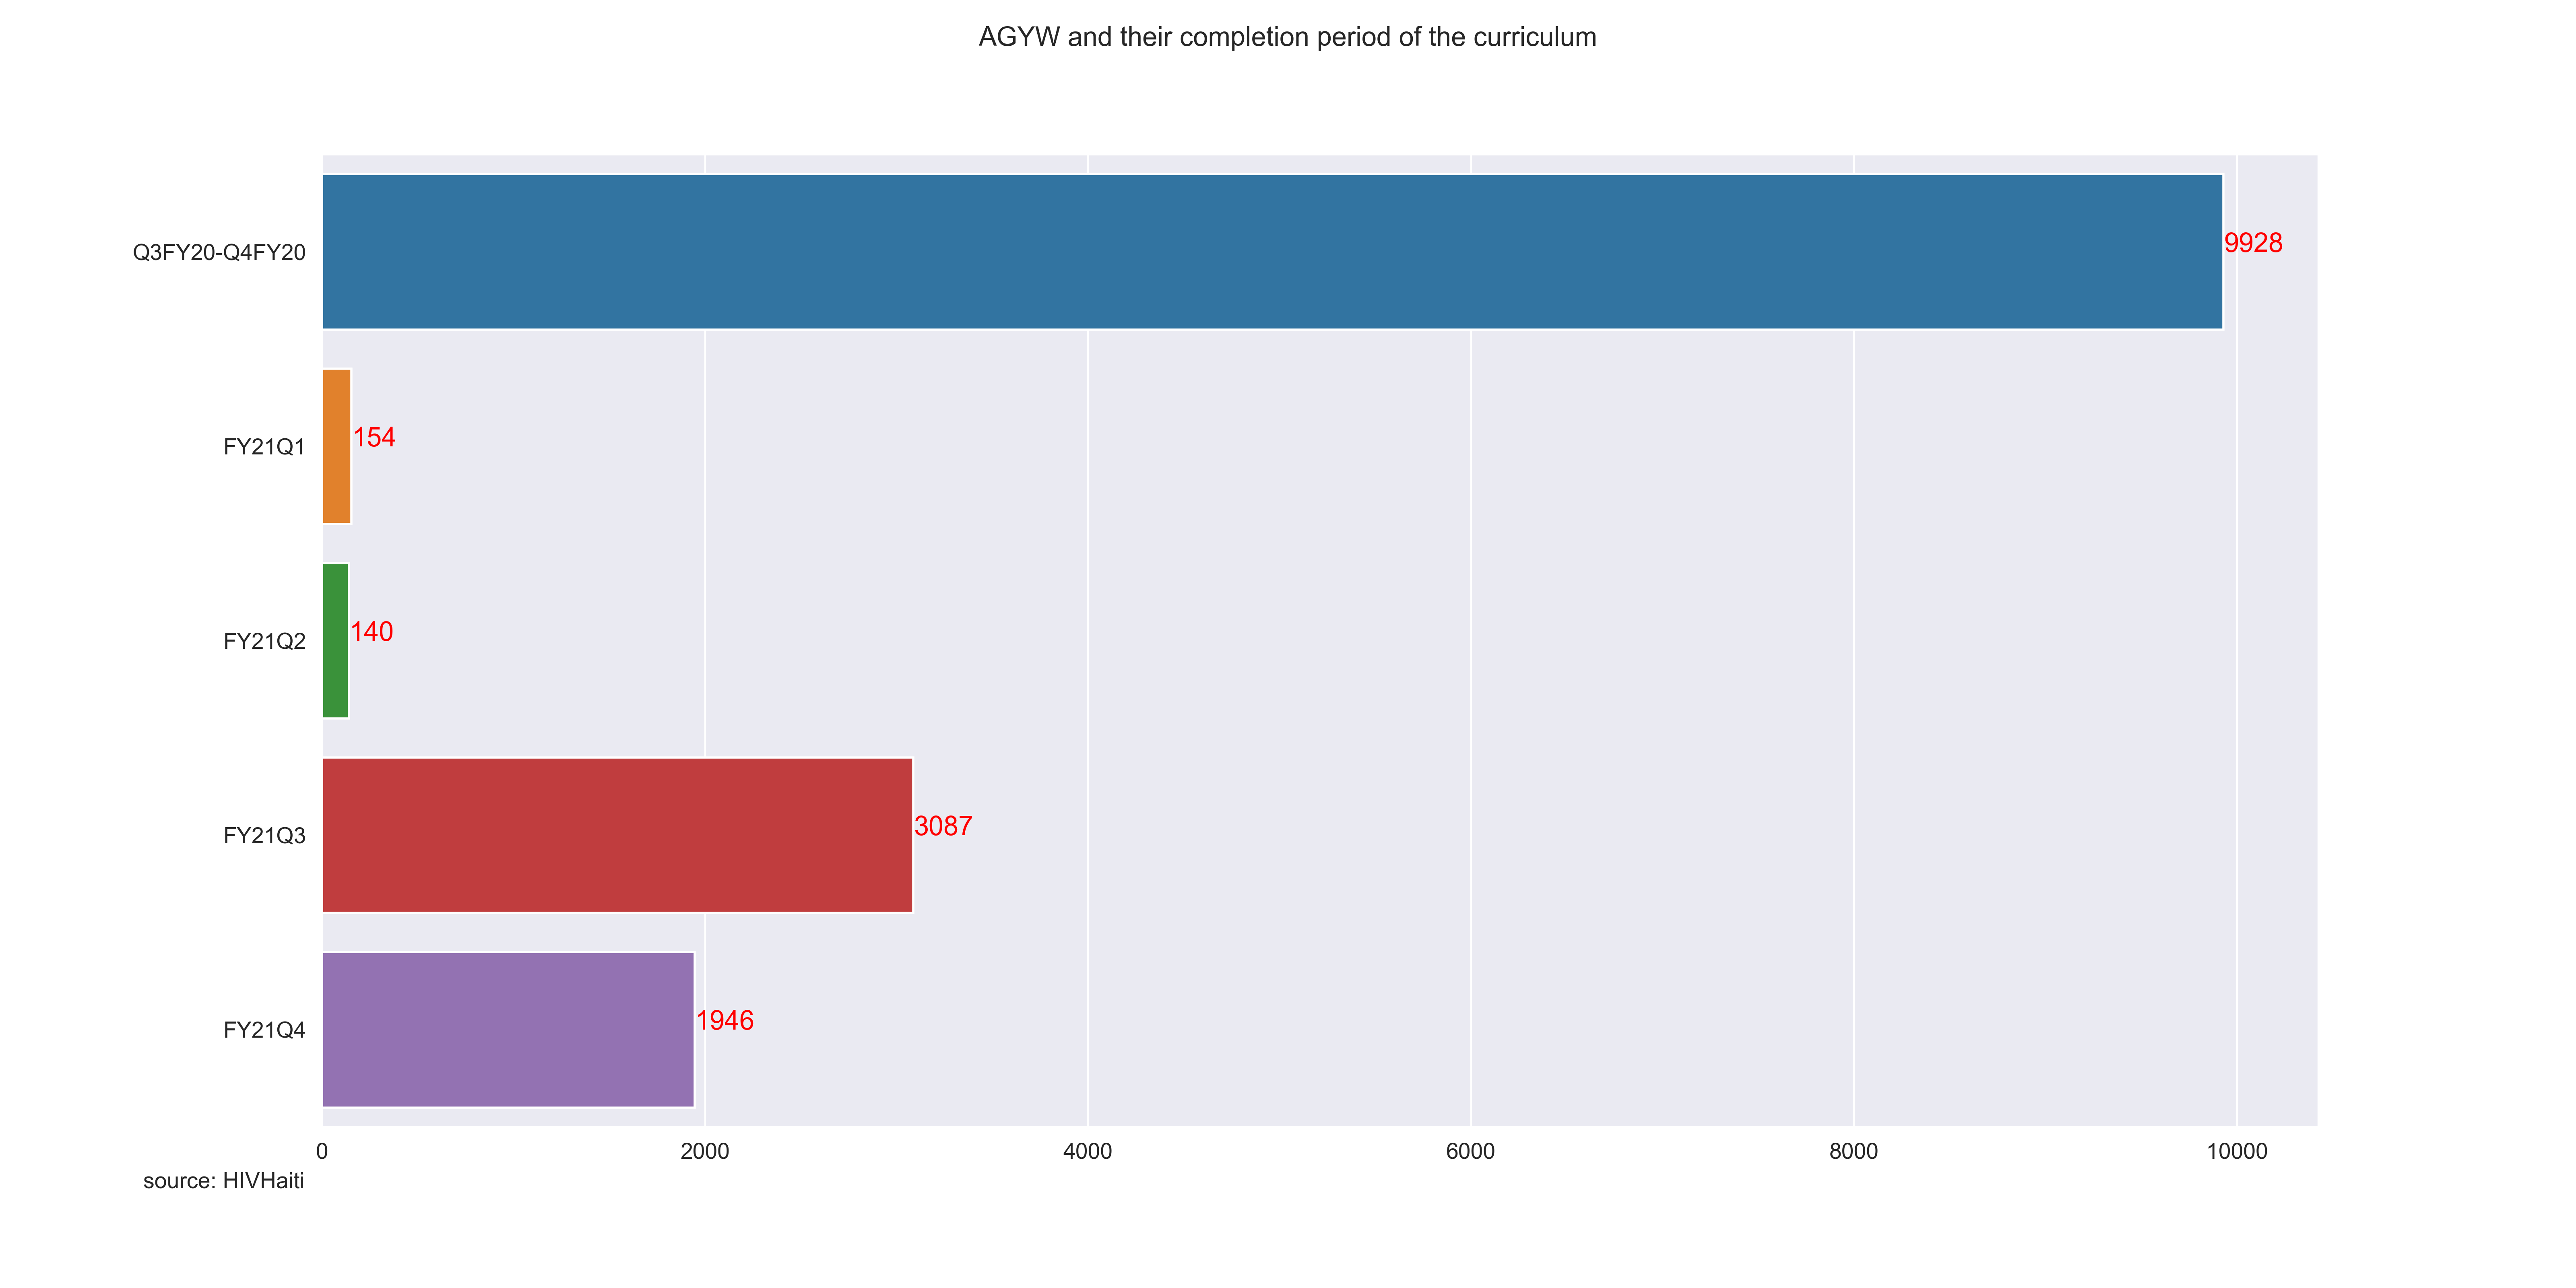 AGYW and their completion period of the curriculum
Q3FY20-Q4FY20
9928
FY21Q1
154
FY21Q2
140
FY21Q3
3087
FY21Q4
1946
0 2000 4000 6000 8000 10000
source: HIVHaiti